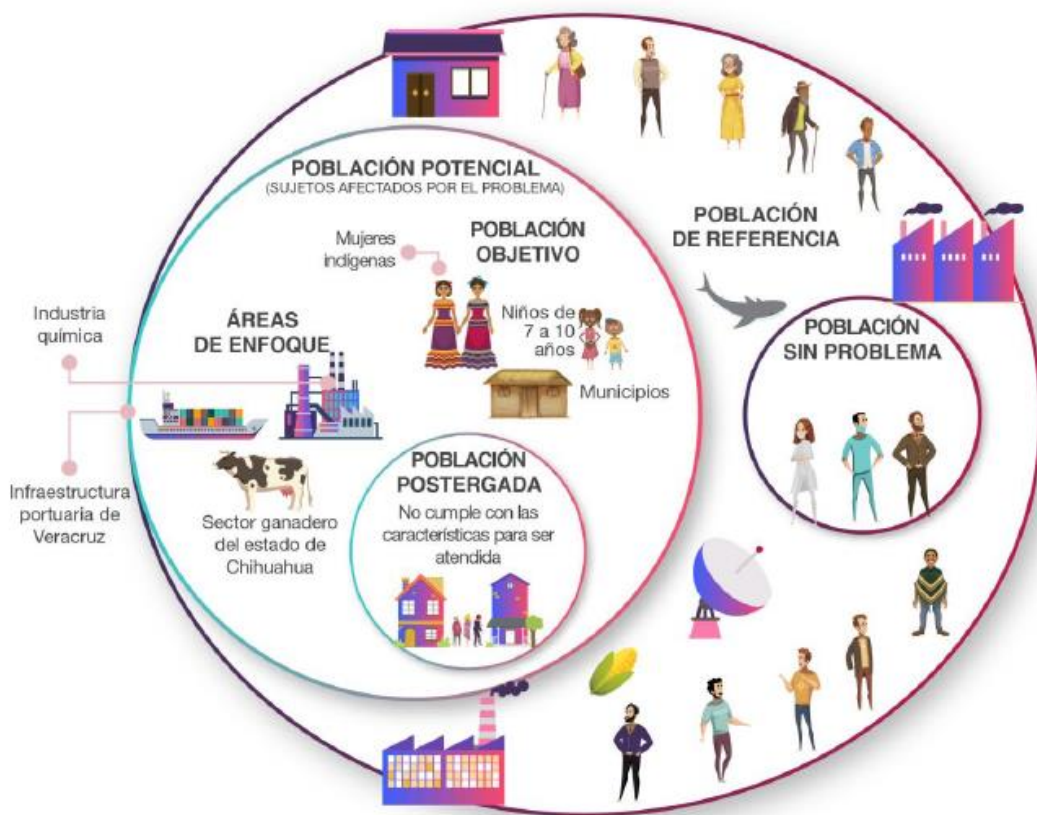 POBLACIÓN POTENCIAL
(SUJETOS AFECTADOS POR EL PROBLEMA)
Mujeres
indígenas
POBLACIÓN
OBJETIVO
Niños de
7 a 10
años
Municipios
POBLACIÓN
DE REFERENCIA
Industria
química
ÁREAS
DE ENFOQUE
POBLACIÓN
SIN PROBLEMA
Infraestructura
portuaria de
Veracruz
Sector ganadero
del estado de
Chihuahua
POBLACIÓN
POSTERGADA
No cumple con las
características para ser
atendida